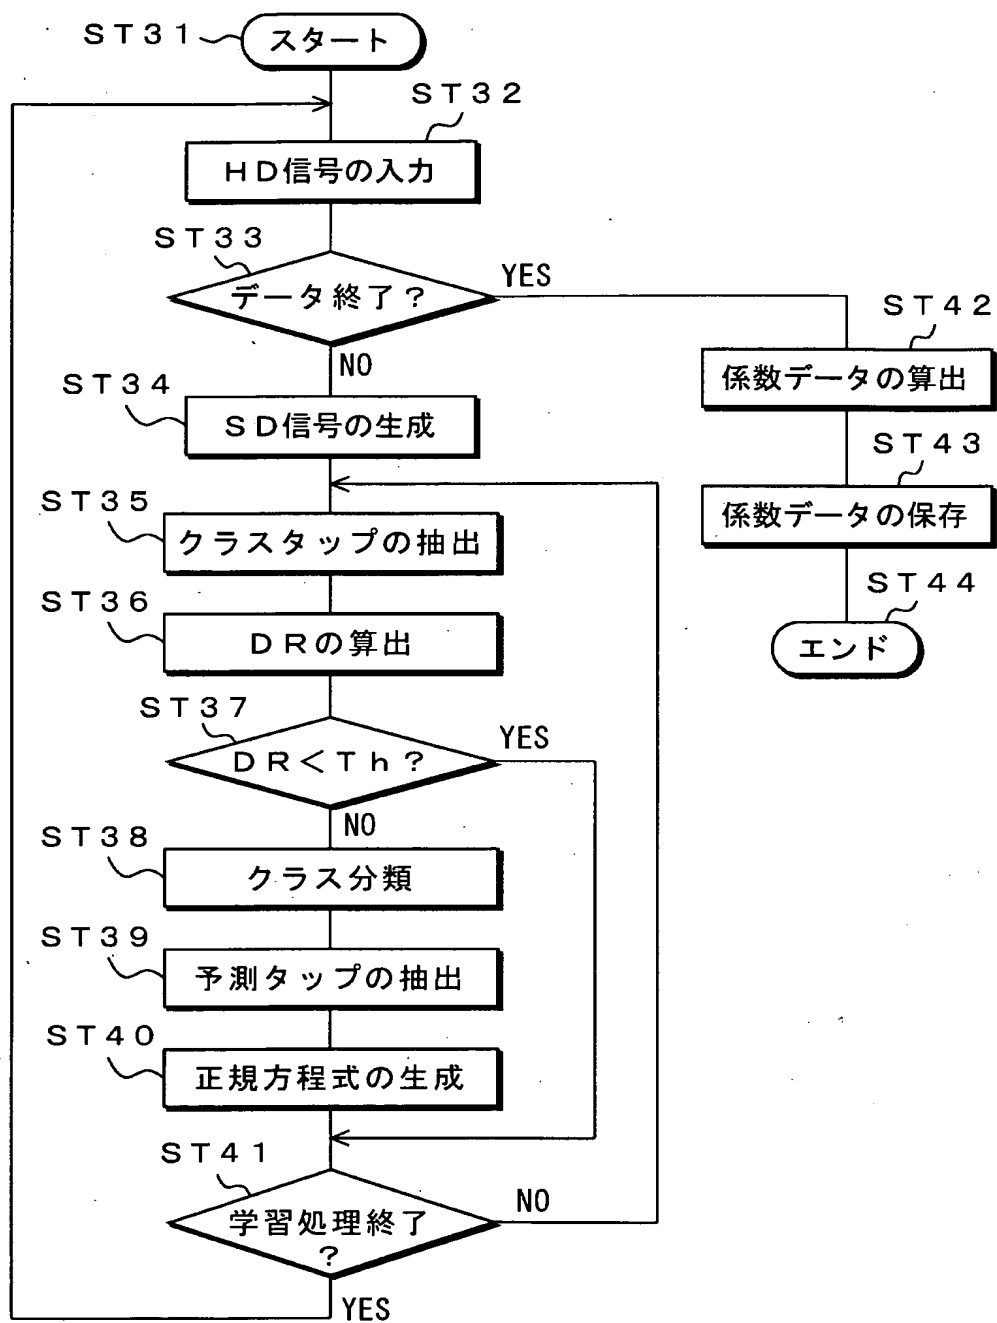 ＳＴ３１
スタート
ＳＴ３２
ＨＤ信号の入力
ＳＴ３３
データ終了？
YES
NO
ＳＴ４２
係数データの算出
ＳＴ３４
ＳＤ信号の生成
ＳＴ４３
係数データの保存
ＳＴ３５
クラスタップの抽出
ＳＴ４４
エンド
ＳＴ３６
ＤＲの算出
ＳＴ３７
ＤＲ＜Ｔｈ？
YES
NO
ＳＴ３８
クラス分類
ＳＴ３９
予測タップの抽出
ＳＴ４０
正規方程式の生成
ＳＴ４１
学習処理終了
？
NO
YES